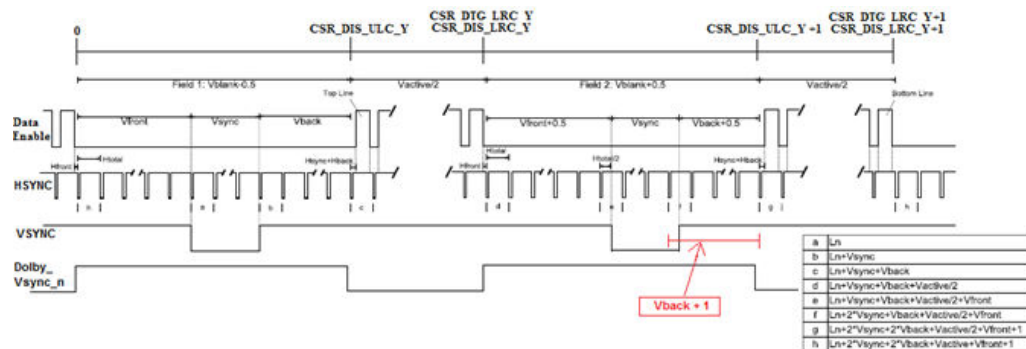 0
CSR_DIS_ULC_Y
CSR_DTG_LRC_Y
CSR_DIS_LRC_Y
CSR_DIS_ULC_Y+1
CSR_DTG_LRC_Y+1
CSR_DIS_LRC_Y+1
Field 1: Vblank-0.5
Vactive/2
Field 2: Vblank+0.5
Vactive/2
Top Line
Bottom Line
Data
Enable
Vfront
Vsync
Vback
Vfront+0.5
Vsync
Vback+0.5
Hfront
Htotal
Hsync+Hback
Hfront
Htotal
Htotal/2
Hsync+Hback
HSYNC
a
b
c
d
e
f
g
h
VSYNC
Dolby_
Vsync_n
Vback + 1
a Ln
b Ln+Vsync
c Ln+Vsync+Vback
d Ln+Vsync+Vback+Vactive/2
e Ln+Vsync+Vback+Vactive/2+Vfront
f Ln+2*Vsync+Vback+Vactive/2+Vfront
g Ln+2*Vsync+2*Vback+Vactive/2+Vfront+1
h Ln+2*Vsync+2*Vback+Vactive+Vfront+1